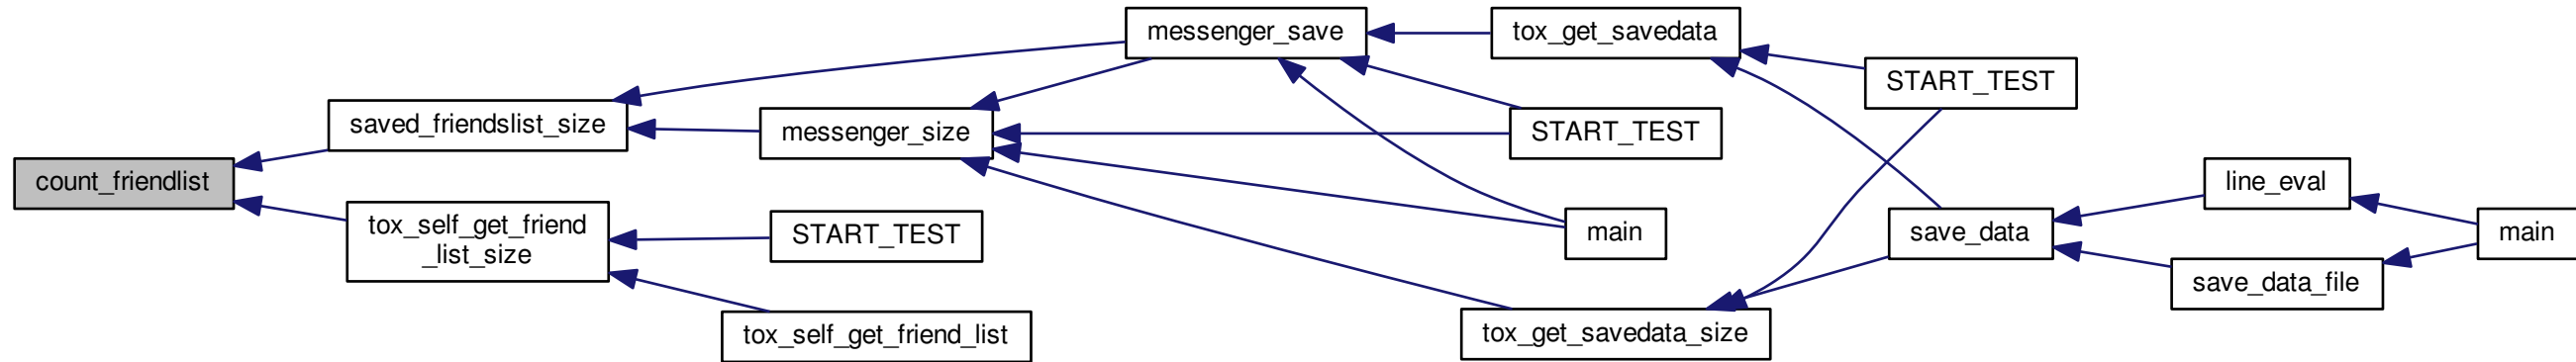 messenger_save
tox_get_savedata
START_TEST
saved_friendslist_size
messenger_size
START_TEST
count_friendlist
line_eval
tox_self_get_friend
_list_size
START_TEST
main
save_data
main
save_data_file
tox_self_get_friend_list
tox_get_savedata_size